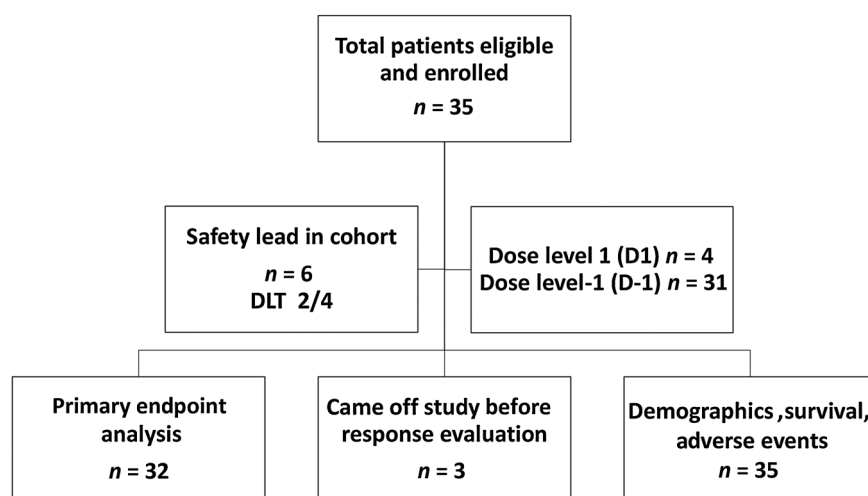 Total patients eligible
and enrolled
n = 35
Safety lead in cohort
n = 6
DLT 2/4
Dose level 1 (D1) n = 4
Dose level-1 (D-1) n = 31
Primary endpoint
analysis
n = 32
Came off study before
response evaluation
n = 3
Demographics ,survival,
adverse events
n = 35